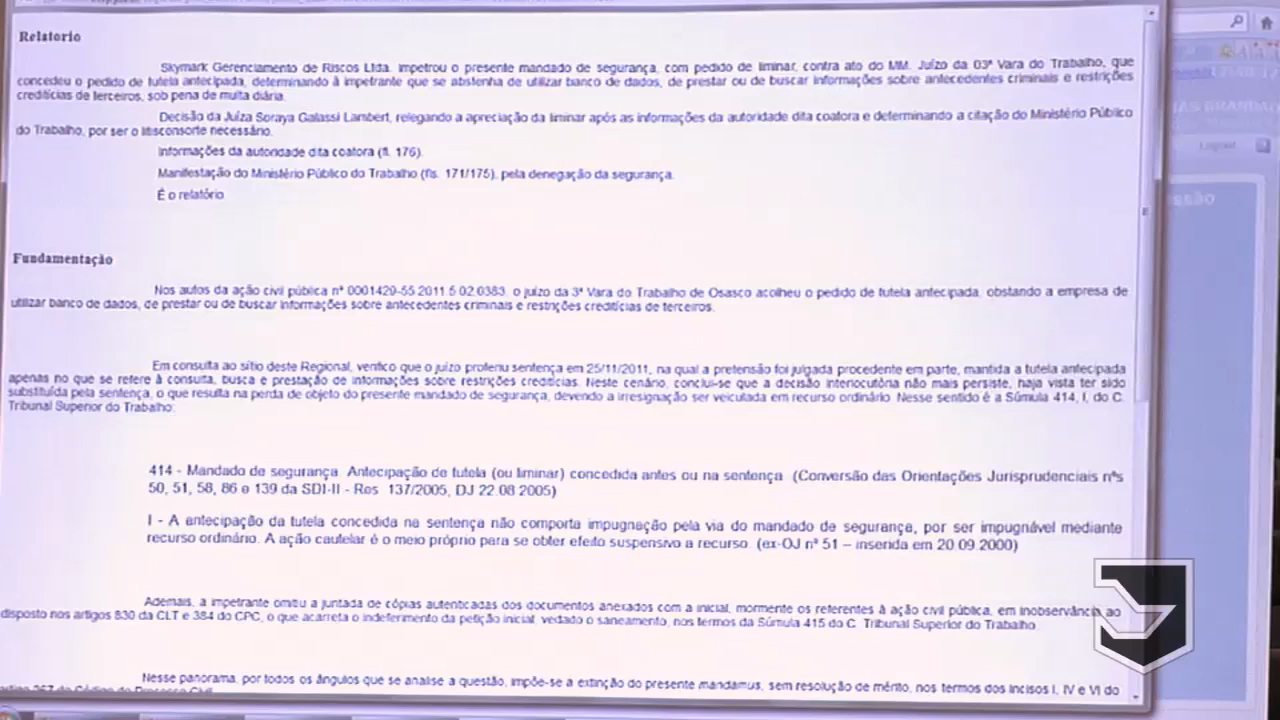 Relatorio
Skymark Gerenciamento de Riscos Ltda. impetrou o presente mandado de segurança, com pedido de liminar, contra ato do MM. Juízo da 03ª Vara do Trabalho, que
concedeu o pedido de tutela antecipada, determinando à impetrante que se abstenha de utilizar banco de dados, de prestar ou de buscar informações sobre antecedentes criminais e restrições
creditícias de terceiros, sob pena de multa diária.
Decisão da Juíza Soraya Galassi Lambert, relegando a apreciação da liminar após as informações da autoridade dita coatora e determinando a citação do Ministério Público
do Trabalho, por ser o litisconsorte necessário.
Informações da autoridade dita coatora (fl. 176).
Manifestação do Ministério Público do Trabalho (fls. 171/175), pela denegação da segurança.
É o relatório
Fundamentação
Nos autos da ação civil pública nº 0001429-55.2011.5.02.0383, o juízo da 3ª Vara do Trabalho de Osasco acolheu o pedido de tutela antecipada, obstando a empresa de
utilizar banco de dados, de prestar ou de buscar informações sobre antecedentes criminais e restrições creditícias de terceiros.
Em consulta ao sítio deste Regional, verifico que o juízo proferiu sentença em 25/11/2011, na qual a pretensão foi julgada procedente em parte, mantida a tutela antecipada
apenas no que se refere à consulta, busca e prestação de informações sobre restrições creditícias. Neste cenário, conclui-se que a decisão interlocutória não mais persiste, haja vista ter sido
substituída pela sentença, o que resulta na perda de objeto do presente mandado de segurança, devendo a irresignação ser veiculada em recurso ordinário. Nesse sentido é a Súmula 414, I, do C.
Tribunal Superior do Trabalho:
414 - Mandado de segurança. Antecipação de tutela (ou liminar) concedida antes ou na sentença. (Conversão das Orientações Jurisprudenciais nºs
50, 51, 58, 86 e 139 da SDI-II - Res. 137/2005, DJ 22.08.2005)
I - A antecipação da tutela concedida na sentença não comporta impugnação pela via do mandado de segurança, por ser impugnável mediante
recurso ordinário. A ação cautelar é o meio próprio para se obter efeito suspensivo a recurso. (ex-OJ nº 51 – inserida em 20.09.2000)
Ademais, a impetrante omitiu a juntada de cópias autenticadas dos documentos anexados com a inicial, mormente os referentes à ação civil pública, em inobservância ao
disposto nos artigos 830 da CLT e 384 do CPC, o que acarreta o indeferimento da petição inicial, vedado o saneamento, nos termos da Súmula 415 do C. Tribunal Superior do Trabalho.
Nesse panorama, por todos os ângulos que se analise a questão, impõe-se a extinção do presente mandamus, sem resolução de mérito, nos termos dos incisos I, IV e VI do
artigo 267 do Código de Processo Civil.
Logout